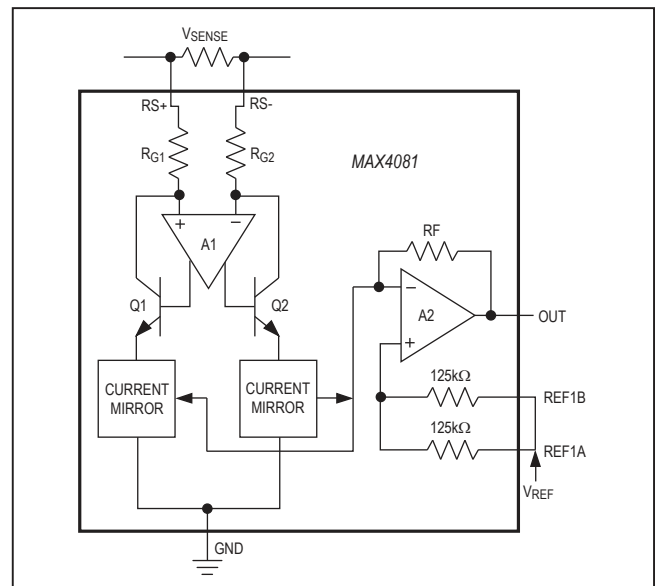 VSENSE
RS+
RS-
RG1
RG2
MAX4081
+
−
A1
RF
Q1
Q2
−
A2
+
OUT
CURRENT
MIRROR
CURRENT
MIRROR
125kΩ
REF1B
125kΩ
REF1A
VREF
GND